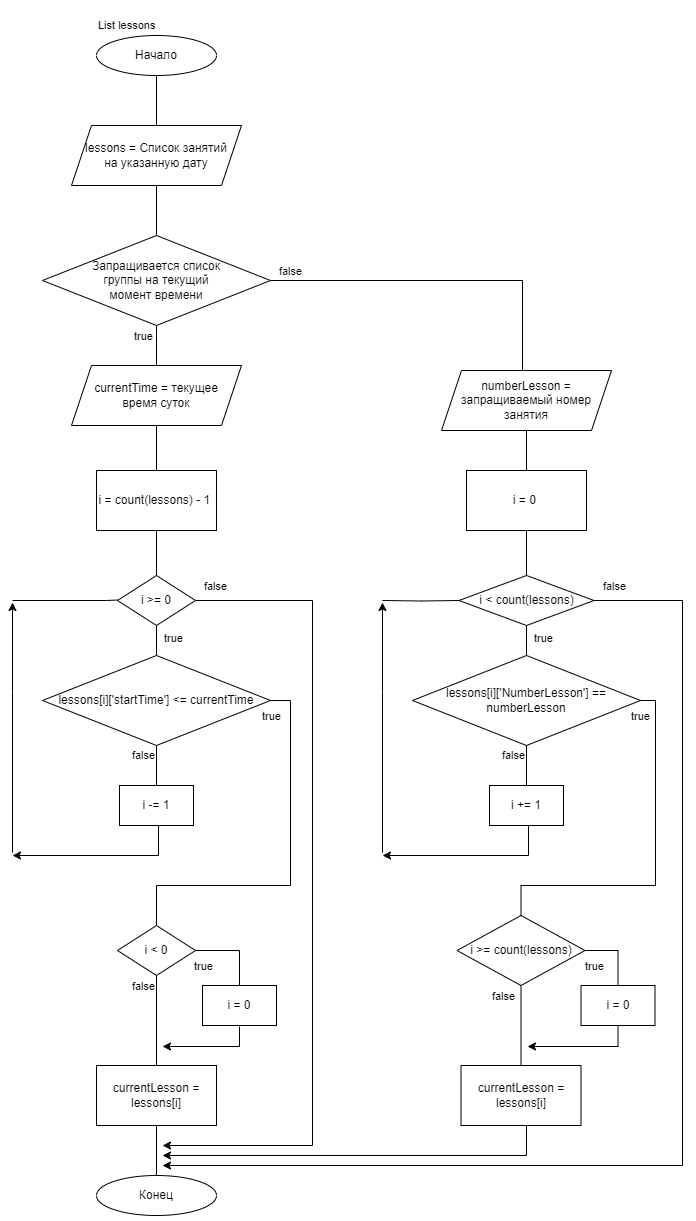 List lessons
Начало
lessons = Список занятий
на указанную дату
Запращивается список
группы на текущий
момент времени
false
true
currentTime = текущее
время суток
numberLesson =
запращиваемый номер
занятия
i = count(lessons) - 1
i = 0
i >= 0
false
true
i < count(lessons)
false
true
lessons[i]['startTime'] <= currentTime
true
false
lessons[i]['NumberLesson'] ==
numberLesson
true
false
i -= 1
i += 1
i < 0
true
false
i = 0
i >= count(lessons)
true
false
i = 0
currentLesson =
lessons[i]
currentLesson =
lessons[i]
Конец